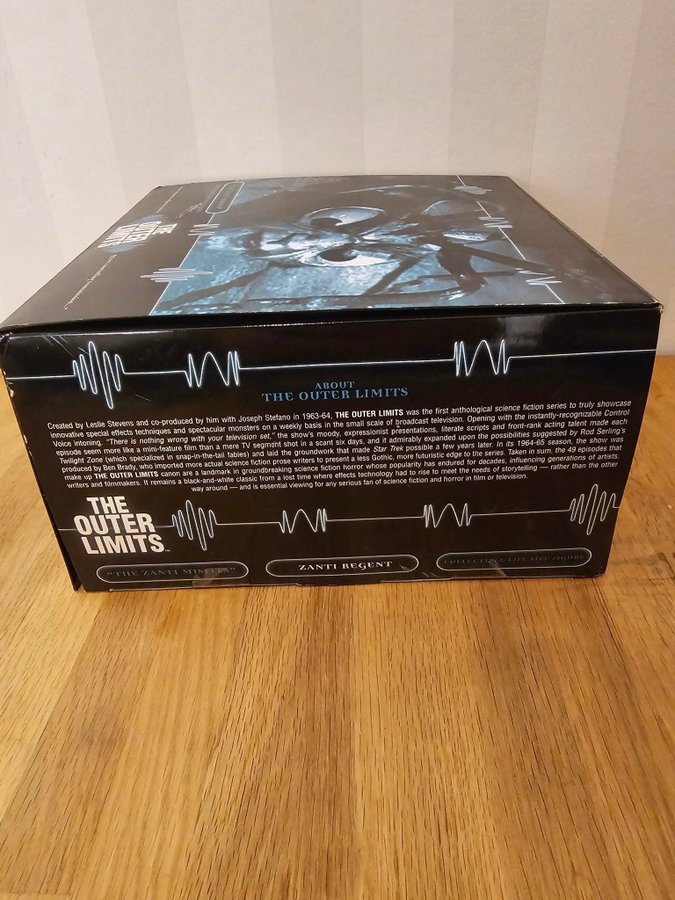 THE
OUTER
LIMITS
ABOUT
THE OUTER LIMITS
Created by Leslie Stevens and co-produced by him with Joseph Stefano in 1963-64, THE OUTER LIMITS was the first anthological science fiction series to truly showcase
innovative special effects techniques and spectacular monsters on a weekly basis in the small scale of broadcast television. Opening with the instantly-recognizable Control
Voice intoning, "There is nothing wrong with your television set," the show's moody, expressionist presentations, literate scripts and front-rank acting talent made each
episode seem more like a mini-feature film than a mere TV segment shot in a scant six days, and it admirably expanded upon the possibilities suggested by Rod Serling's
Twilight Zone (which specialized in snap-in-the-tail fables) and laid the groundwork that made Star Trek possible a few years later. In its 1964-65 season, the show was
produced by Ben Brady, who imported more actual science fiction prose writers to present a less Gothic, more futuristic edge to the series. Taken in sum, the 49 episodes that
make up THE OUTER LIMITS canon are a landmark in groundbreaking science fiction horror whose popularity has endured for decades, influencing generations of artists,
writers and filmmakers. It remains a black-and-white classic from a lost time where effects technology had to rise to meet the needs of storytelling — rather than the other
way around — and is essential viewing for any serious fan of science fiction and horror in film or television.
THE
OUTER
LIMITS™
"THE ZANTI MISFITS"
ZANTI REGENT
COLLECTIBLE LIFE SIZE FIGURE